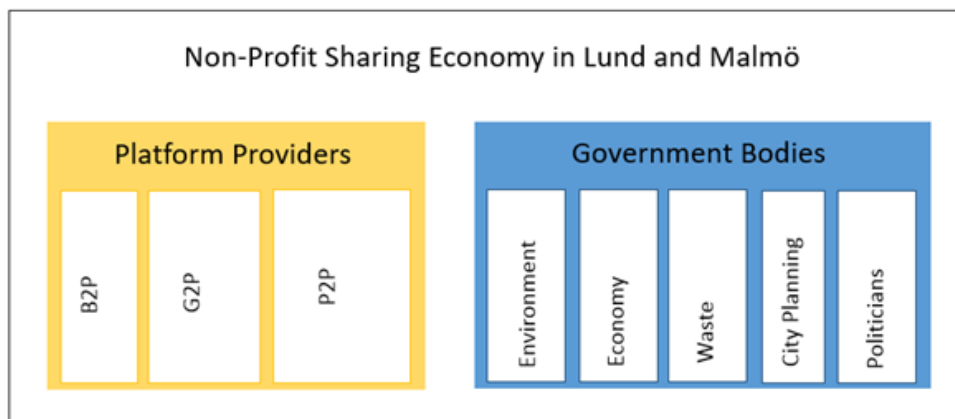 Non-Profit Sharing Economy in Lund and Malmö
Platform Providers
B2P
G2P
P2P
Government Bodies
Environment
Economy
Waste
City Planning
Politicians